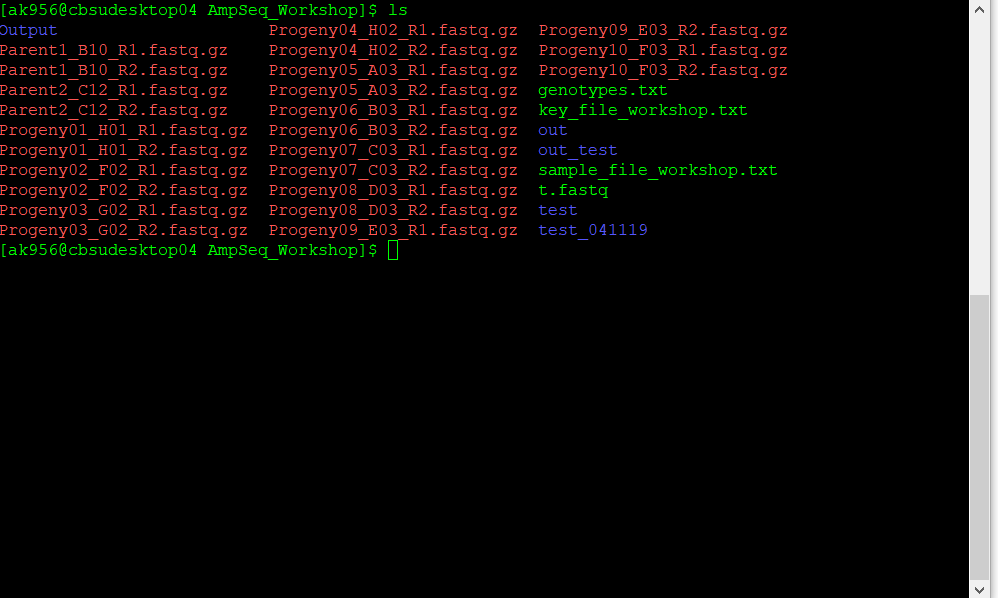 [ak956@cbsudesktop04 AmpSeq_Workshop]$ ls
Output Progeny04_H02_R1.fastq.gz Progeny09_E03_R2.fastq.gz
Parent1_B10_R1.fastq.gz Progeny04_H02_R2.fastq.gz Progeny10_F03_R1.fastq.gz
Parent1_B10_R2.fastq.gz Progeny05_A03_R1.fastq.gz Progeny10_F03_R2.fastq.gz
Parent2_C12_R1.fastq.gz Progeny05_A03_R2.fastq.gz genotypes.txt
Parent2_C12_R2.fastq.gz Progeny06_B03_R1.fastq.gz key_file_workshop.txt
Progeny01_H01_R1.fastq.gz Progeny06_B03_R2.fastq.gz out
Progeny01_H01_R2.fastq.gz Progeny07_C03_R1.fastq.gz out_test
Progeny02_F02_R1.fastq.gz Progeny07_C03_R2.fastq.gz sample_file_workshop.txt
Progeny02_F02_R2.fastq.gz Progeny08_D03_R1.fastq.gz t.fastq
Progeny03_G02_R1.fastq.gz Progeny08_D03_R2.fastq.gz test
Progeny03_G02_R2.fastq.gz Progeny09_E03_R1.fastq.gz test_041119
[ak956@cbsudesktop04 AmpSeq_Workshop]$